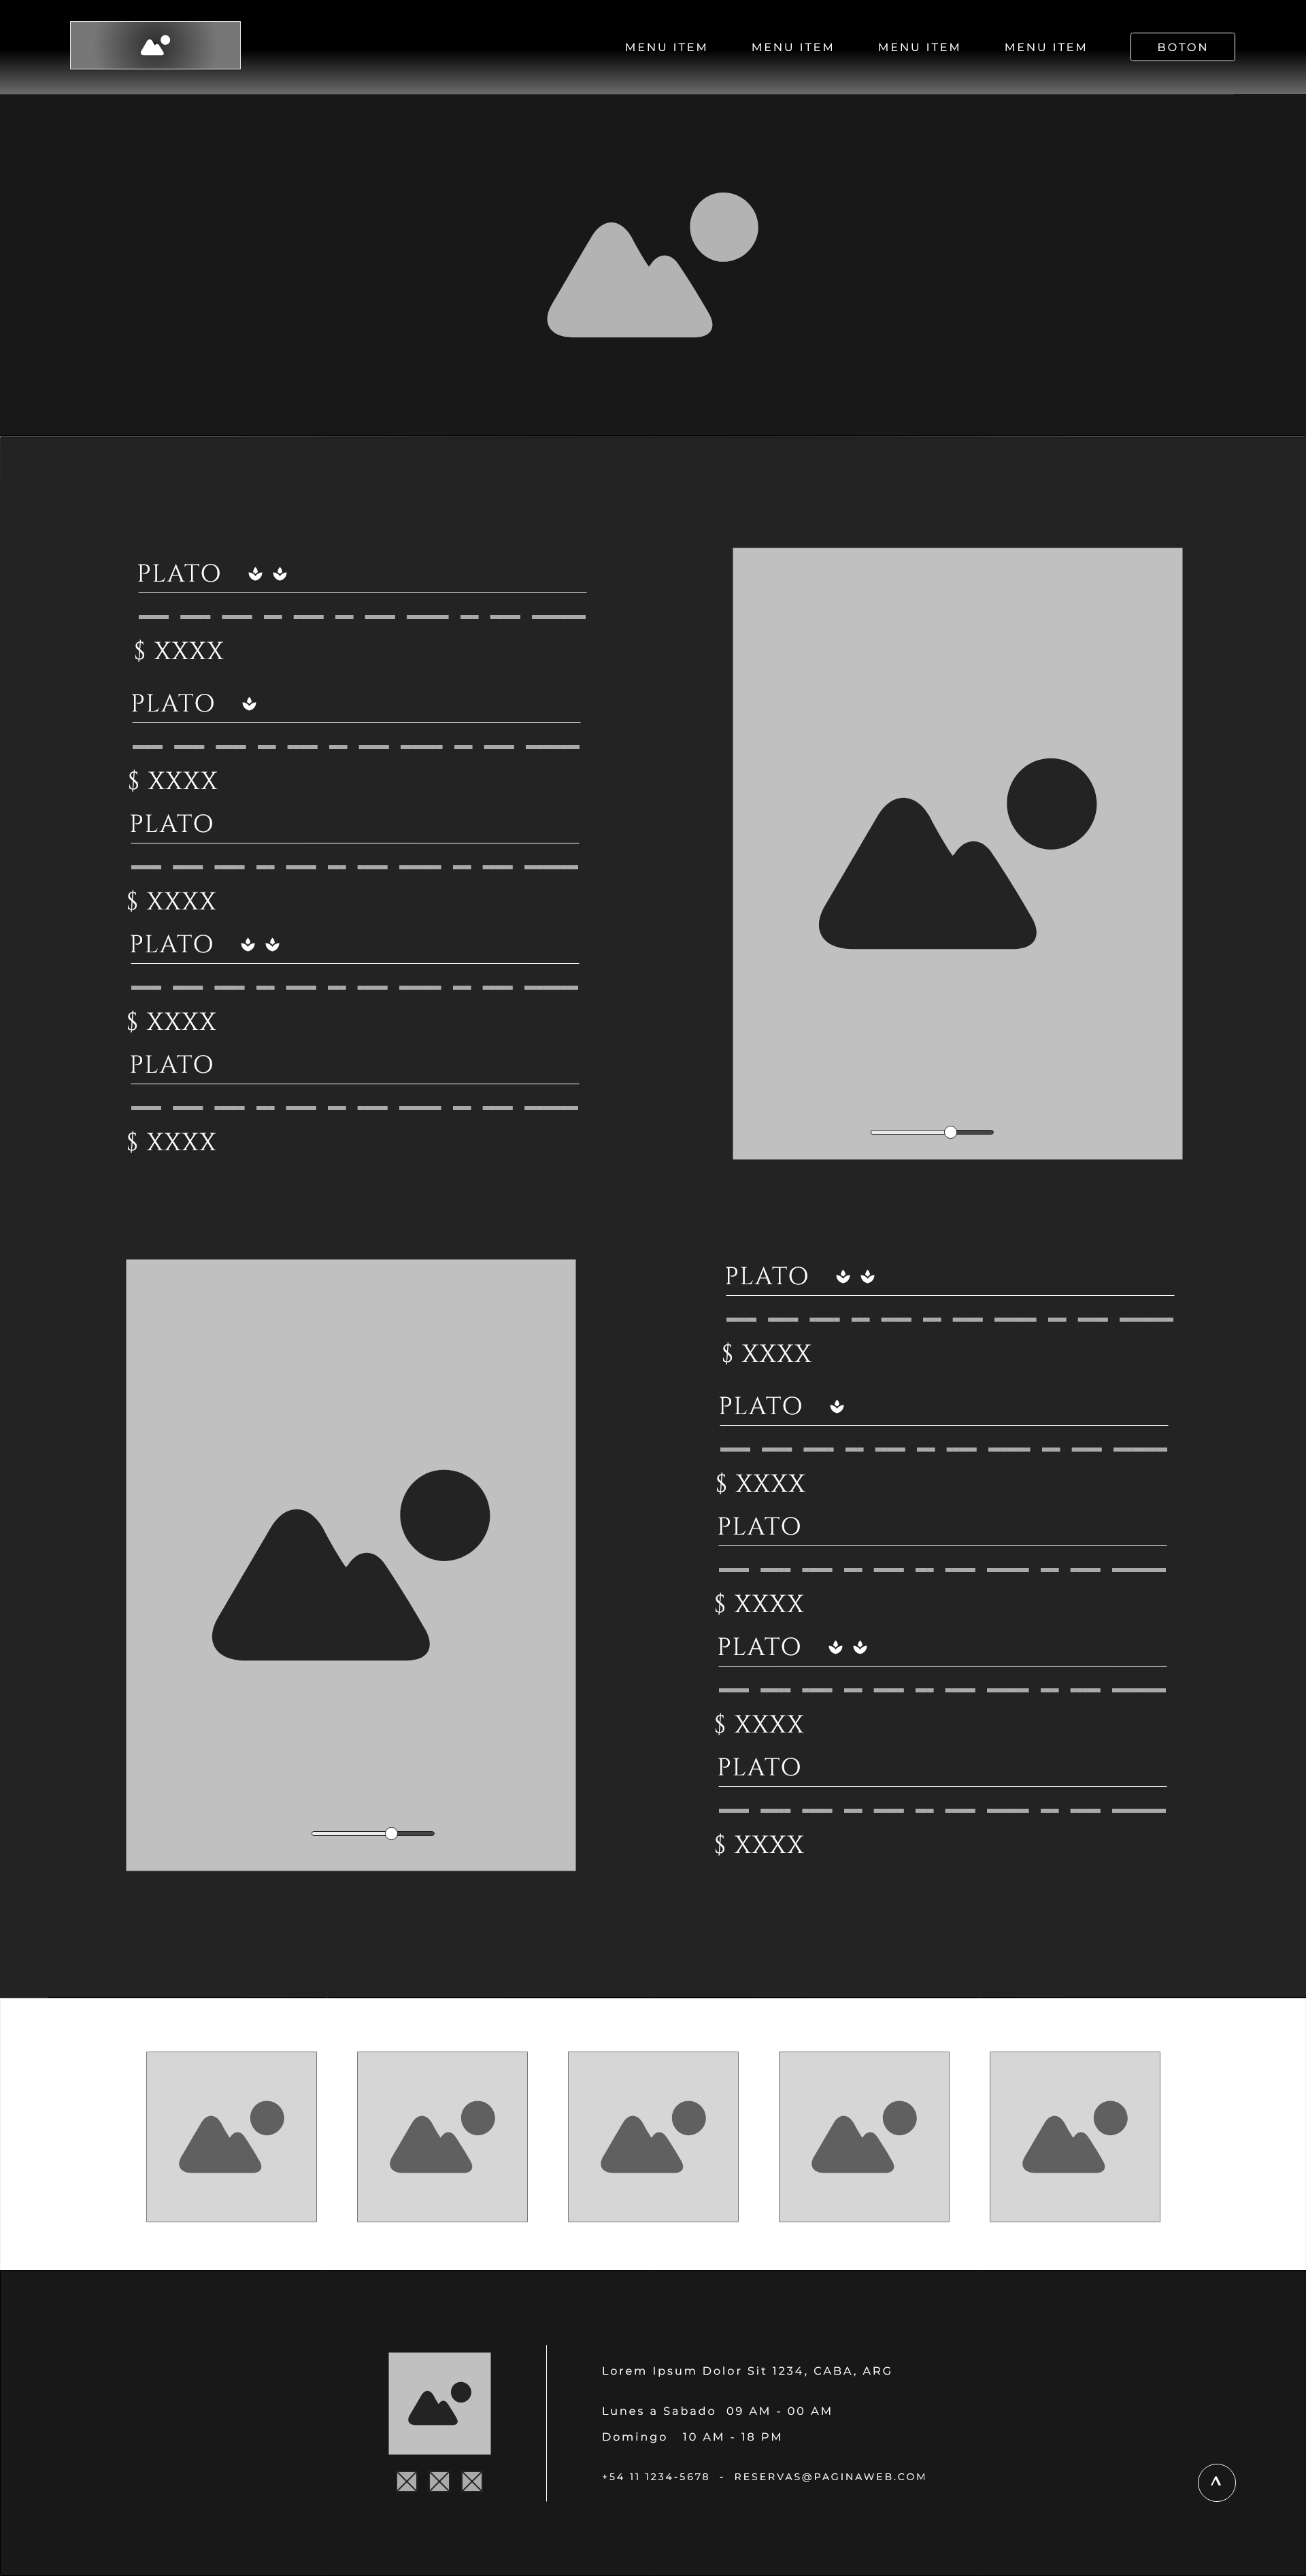 MENU ITEM MENU ITEM MENU ITEM MENU ITEM BOTON
PLATO
$ XXXX
PLATO
$ XXXX
PLATO
$ XXXX
PLATO
$ XXXX
PLATO
$ XXXX
PLATO
$ XXXX
PLATO
$ XXXX
PLATO
$ XXXX
PLATO
$ XXXX
PLATO
$ XXXX
Lorem Ipsum Dolor Sit 1234, CABA, ARG
Lunes a Sabado 09 AM - 00 AM
Domingo 10 AM - 18 PM
+54 11 1234-5678 - RESERVAS@PAGINAWEB.COM